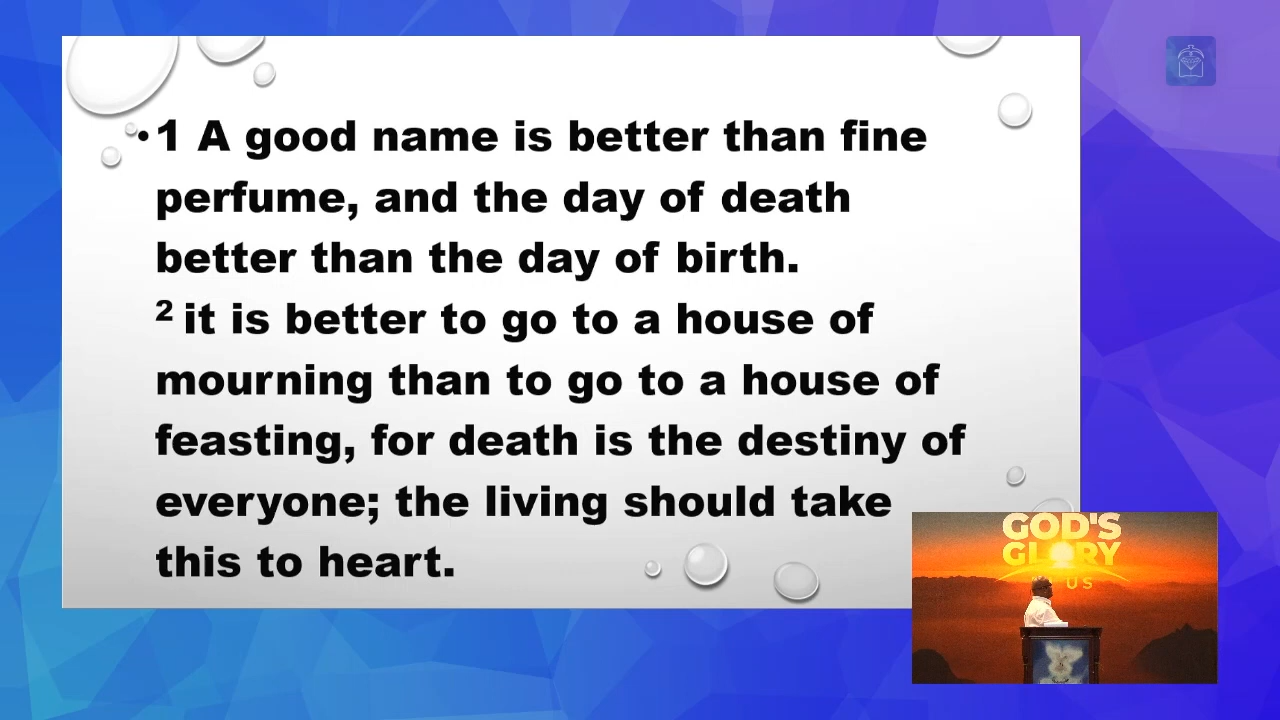 • 1 A good name is better than fine
perfume, and the day of death
better than the day of birth.
² it is better to go to a house of
mourning than to go to a house of
feasting, for death is the destiny of
everyone; the living should take
this to heart.
GOD'S
GLORY
US